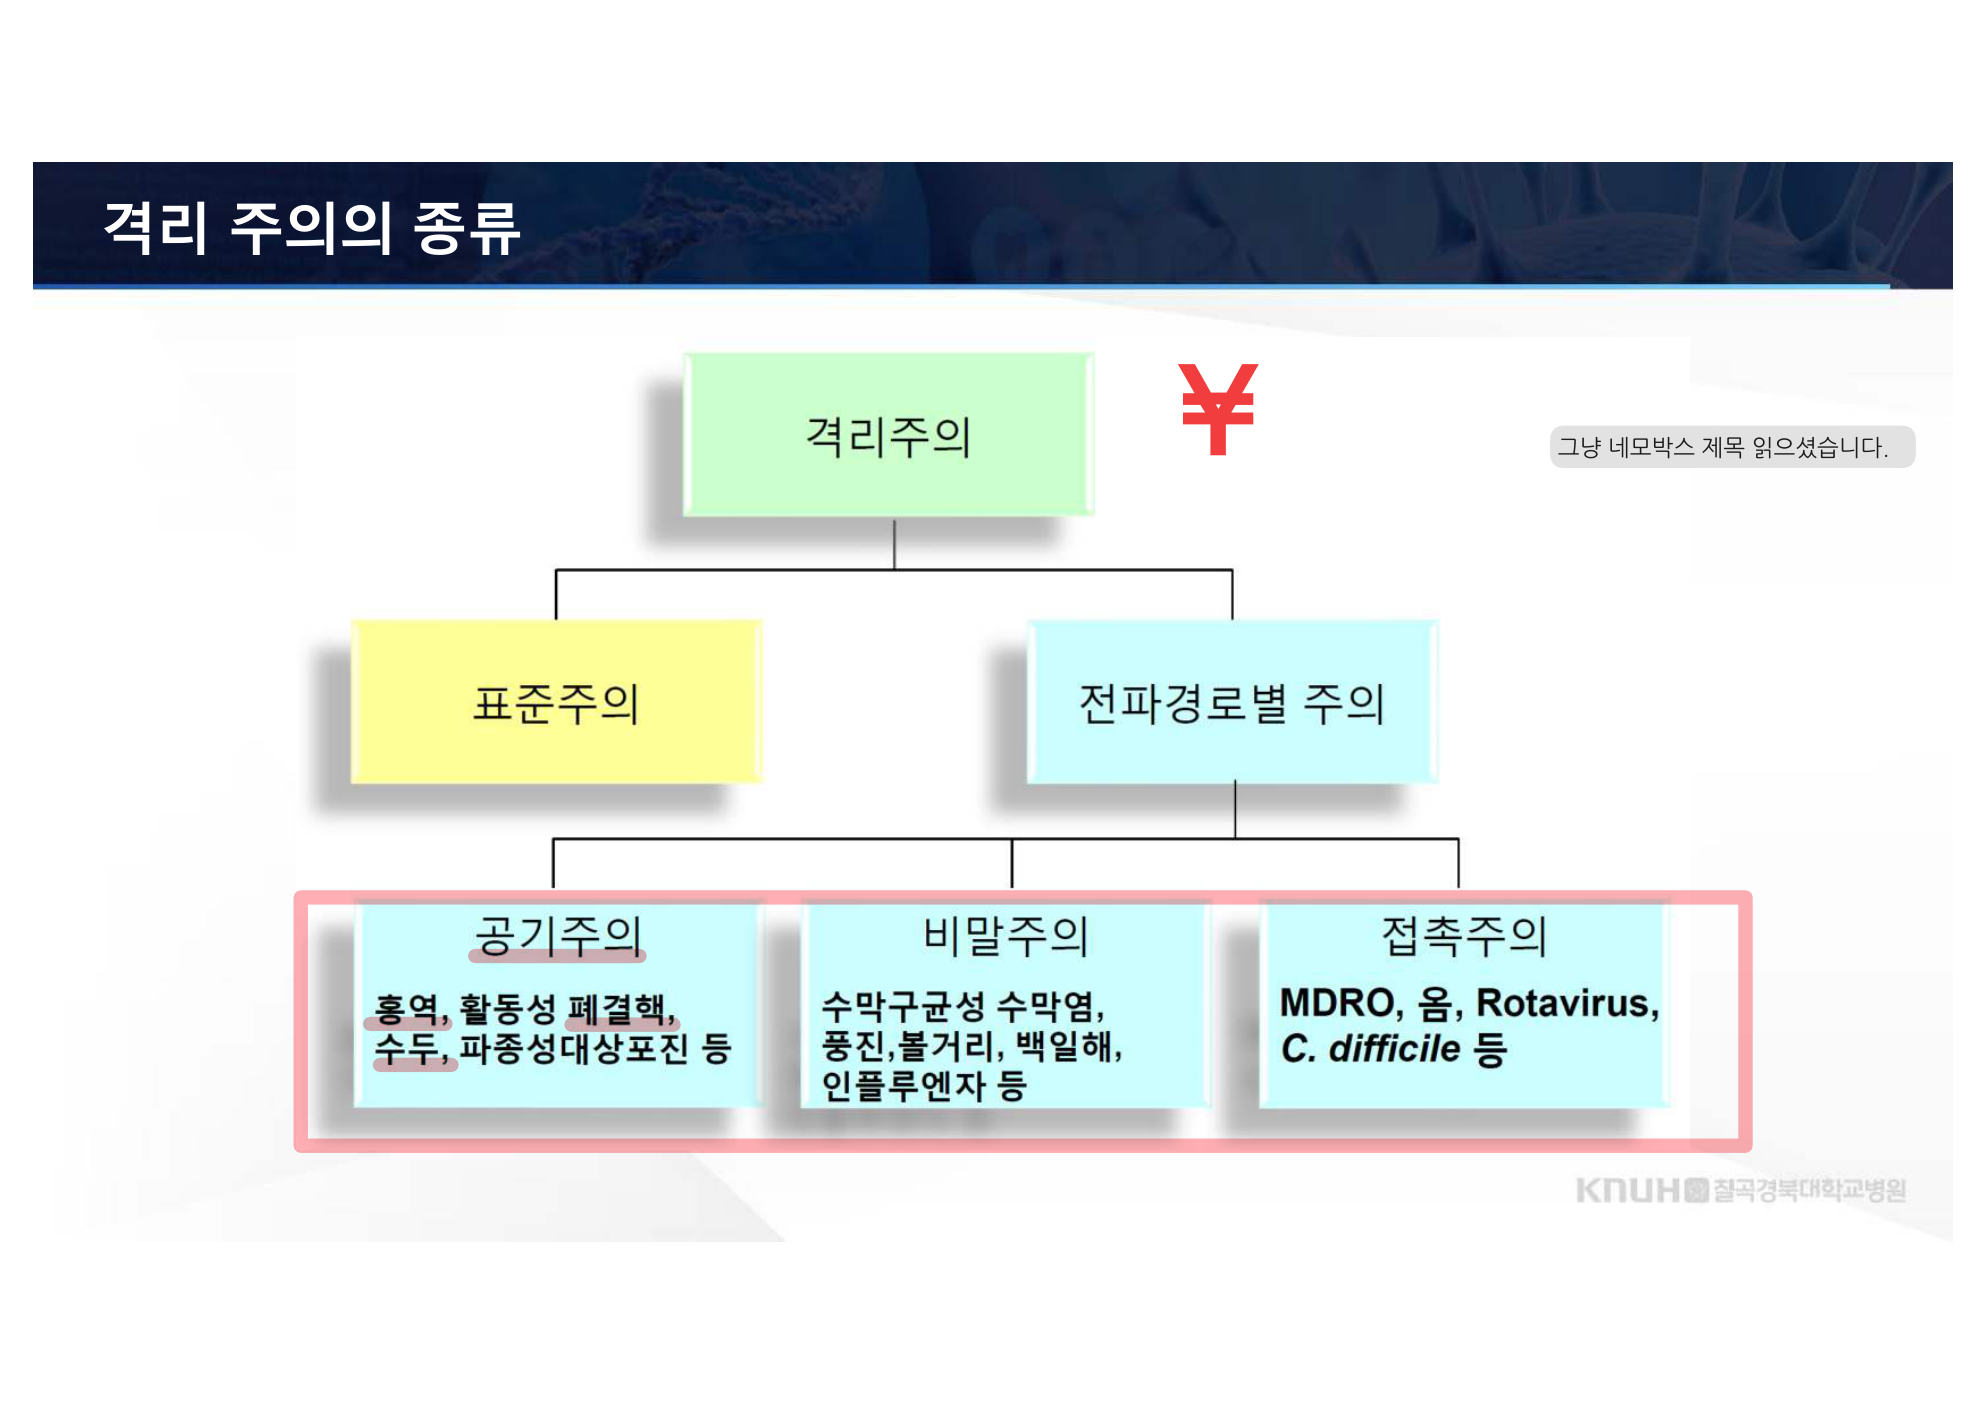 격리 주의의 종류
격리주의
¥
그냥 네모박스 제목 읽으셨습니다.
표준주의
전파경로별 주의
공기주의
홍역, 활동성 폐결핵,
수두, 파종성대상포진 등
비말주의
수막구균성 수막염,
풍진,볼거리, 백일해,
인플루엔자 등
접촉주의
MDRO, 옴, Rotavirus,
C. difficile 등
KNUH 칠곡경북대학교병원